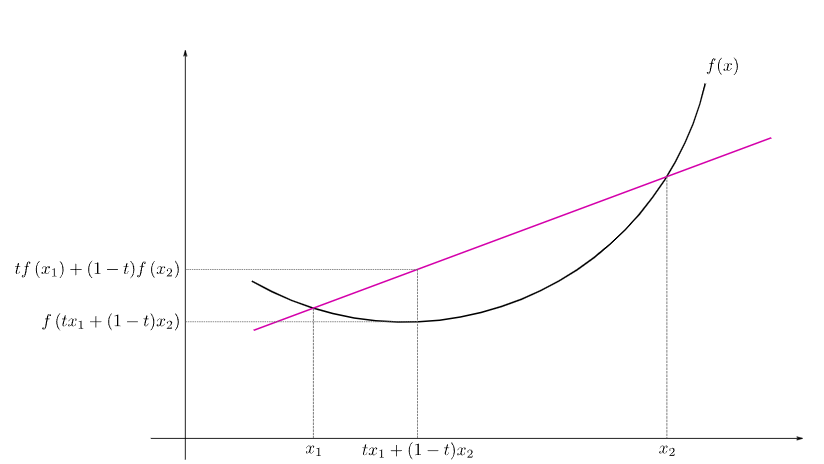 f(x)
tf (x₁) + (1 − t)f (x₂)
f (tx₁ + (1 − t)x₂)
x₁
tx₁ + (1 − t)x₂
x₂